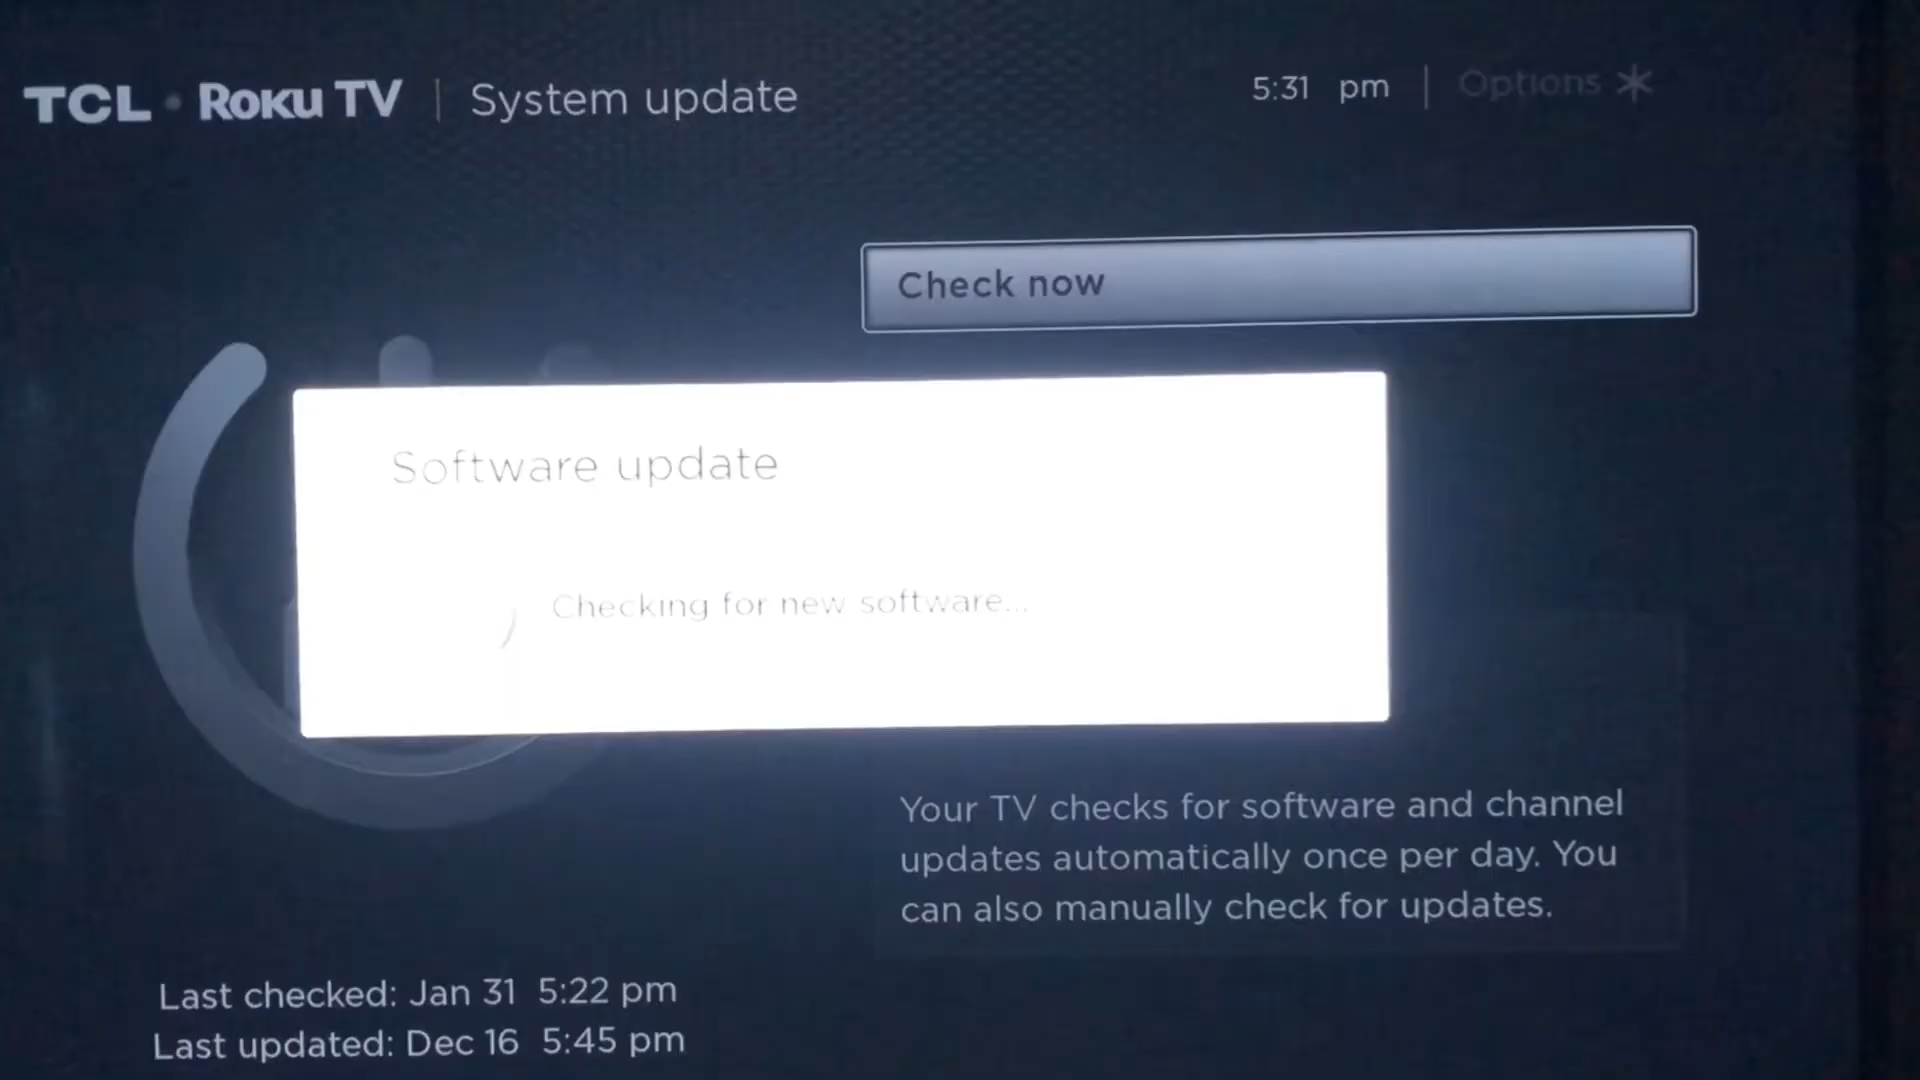 TCL • Roku TV | System update
5:31 pm | Options ✱
Check now
Software update
Checking for new software...
Your TV checks for software and channel
updates automatically once per day. You
can also manually check for updates.
Last checked: Jan 31 5:22 pm
Last updated: Dec 16 5:45 pm